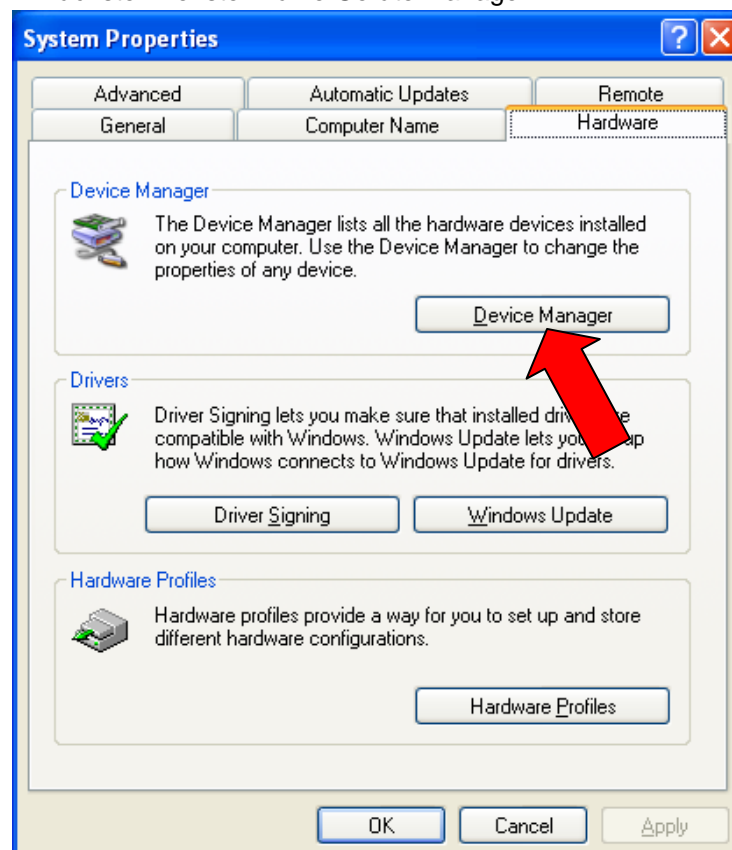 System Properties
Advanced Automatic Updates Remote
General Computer Name Hardware
Device Manager
The Device Manager lists all the hardware devices installed
on your computer. Use the Device Manager to change the
properties of any device.
Device Manager
Drivers
Driver Signing lets you make sure that installed
compatible with Windows. Windows Update lets you
how Windows connects to Windows Update for drivers.
Driver Signing Windows Update
Hardware Profiles
Hardware profiles provide a way for you to set up and store
different hardware configurations.
Hardware Profiles
OK Cancel Apply